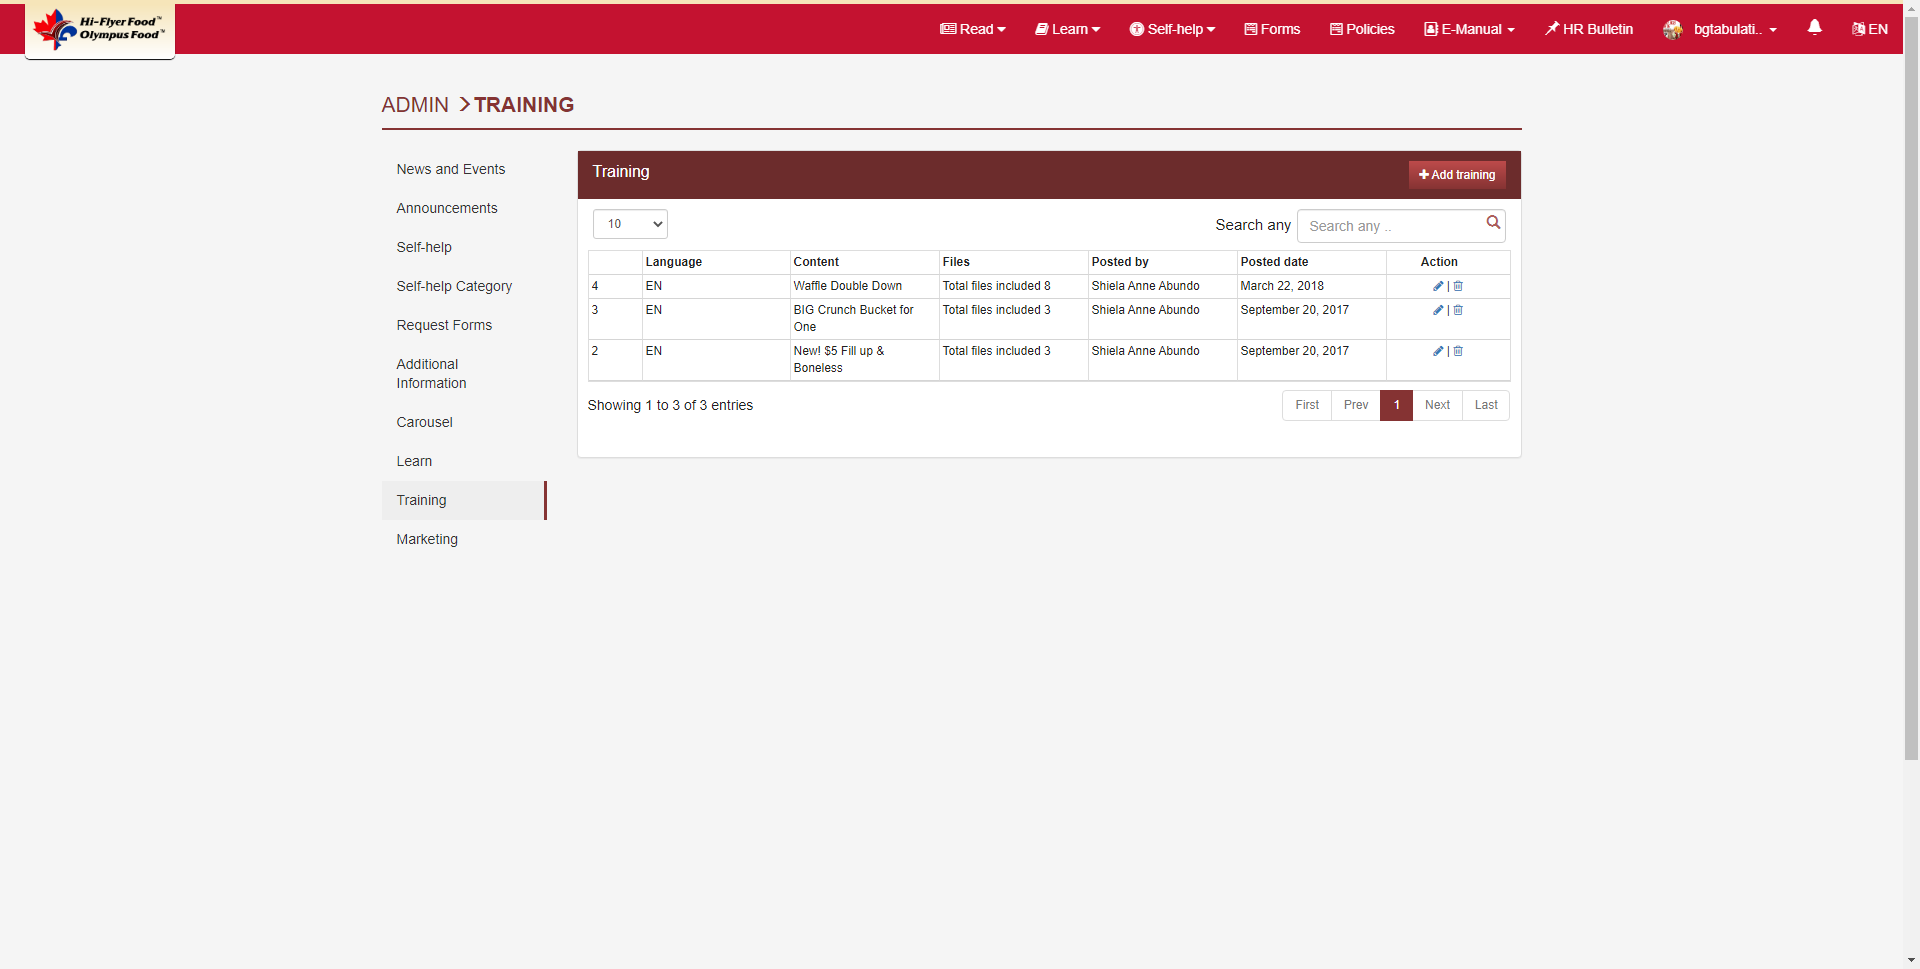 Hi-Flyer Food™
Olympus Food™
Read
Learn
Self-help
Forms
Policies
E-Manual
HR Bulletin
bgtabulati..
EN
ADMIN > TRAINING
News and Events
Announcements
Self-help
Self-help Category
Request Forms
Additional
Information
Carousel
Learn
Training
Marketing
Training
Add training
10
Search any
Search any ..
Language Content Files Posted by Posted date Action
4 EN Waffle Double Down Total files included 8 Shiela Anne Abundo March 22, 2018 |
3 EN BIG Crunch Bucket for Total files included 3 Shiela Anne Abundo September 20, 2017 |
One
2 EN New! $5 Fill up & Total files included 3 Shiela Anne Abundo September 20, 2017 |
Boneless
Showing 1 to 3 of 3 entries
First Prev 1 Next Last